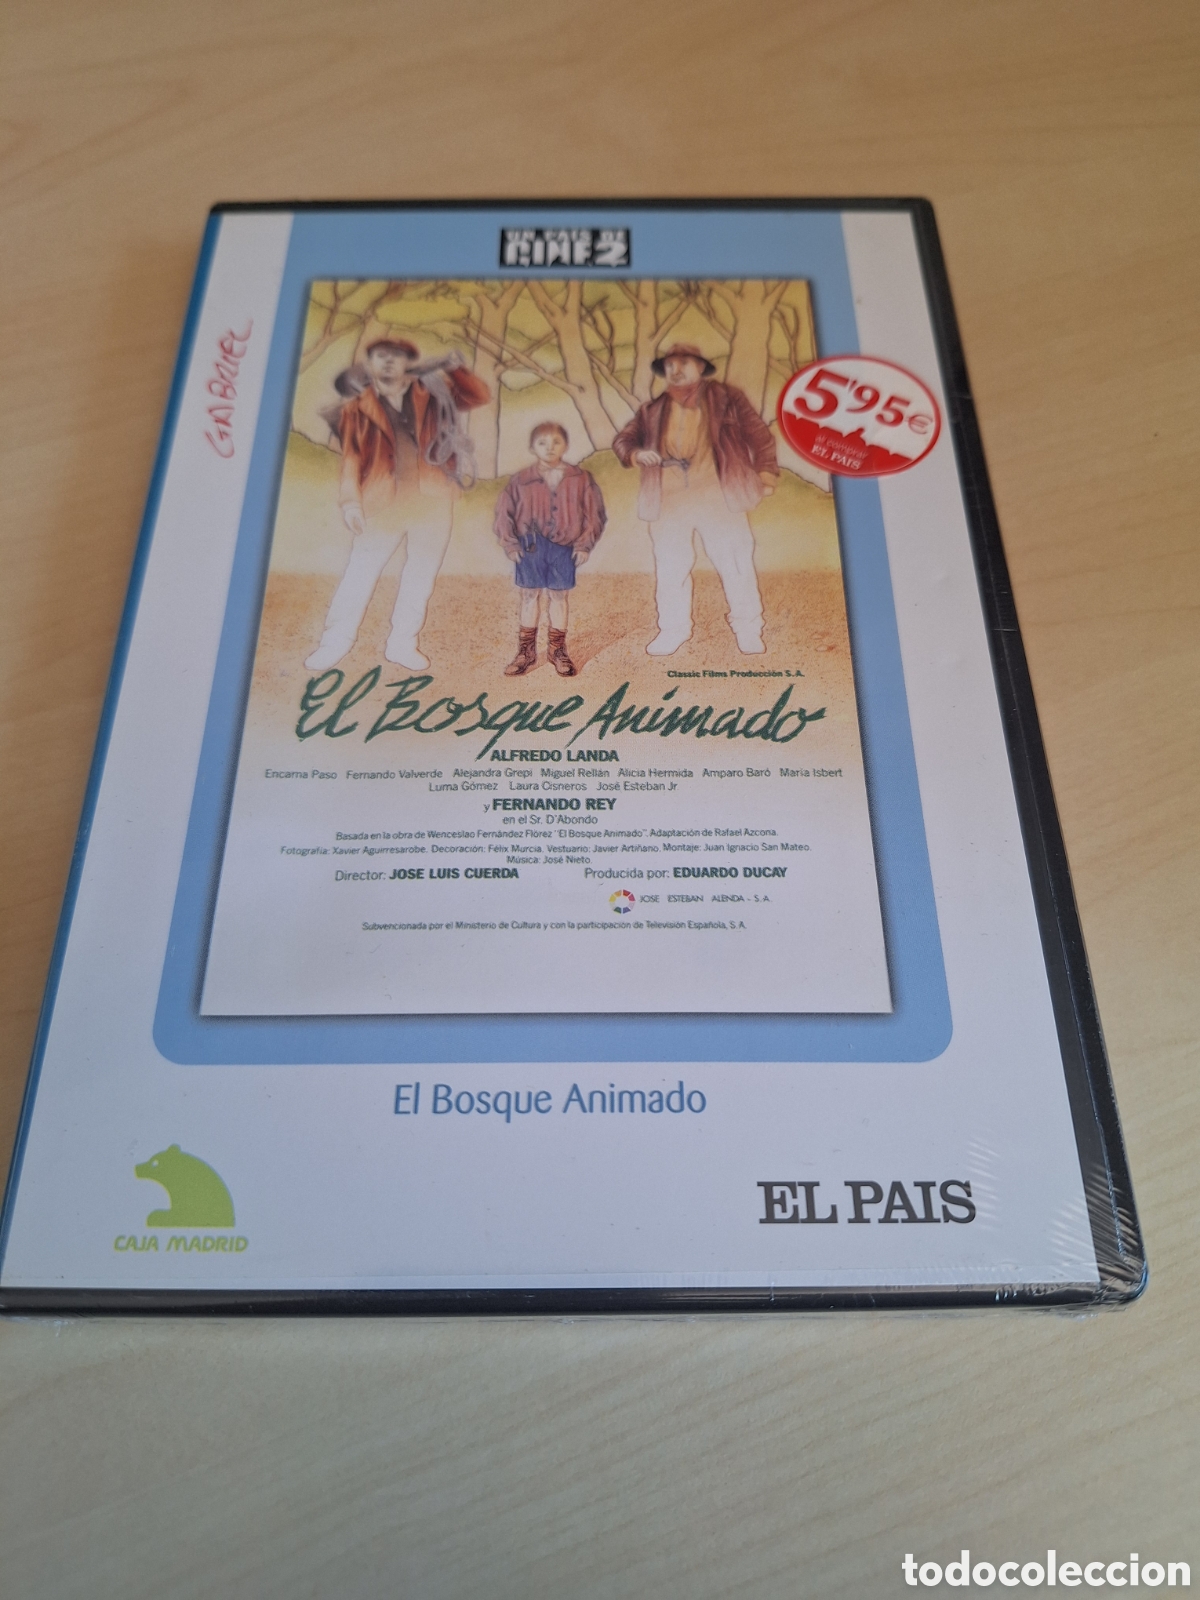 UN PAIS DE
CINE 2
GABRIEL
5'95€
al comprar
EL PAIS
Classic Films Producción S.A.
El Bosque Animado
ALFREDO LANDA
Encarna Paso Fernando Valverde Alejandra Grepi Miguel Rellán Alicia Hermida Amparo Baró María Isbert
Luma Gómez Laura Cisneros José Esteban Jr
y FERNANDO REY
en el Sr. D'Abondo
Basada en la obra de Wenceslao Fernández Flórez "El Bosque Animado". Adaptación de Rafael Azcona.
Fotografía: Xavier Aguirresarobe. Decoración: Félix Murcia. Vestuario: Javier Artiñano. Montaje: Juan Ignacio San Mateo.
Música: José Nieto.
Director: JOSE LUIS CUERDA Producida por: EDUARDO DUCAY
JOSE ESTEBAN ALENDA - S.A.
Subvencionada por el Ministerio de Cultura y con la participación de Televisión Española, S.A.
El Bosque Animado
CAJA MADRID
EL PAIS
todocoleccion